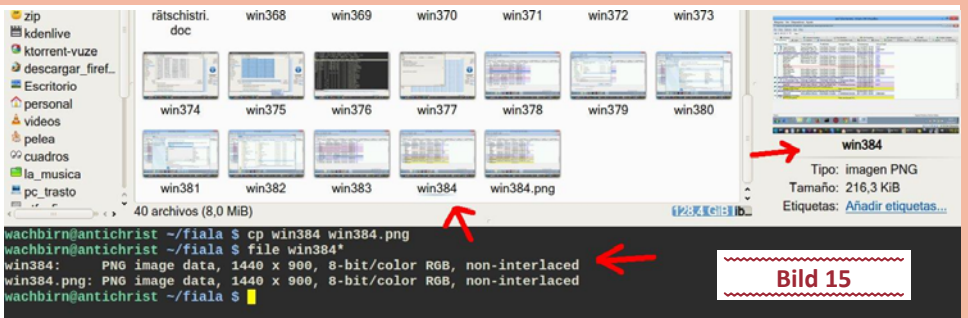 zip
kdenlive
ktorrent-vuze
descargar_firef...
Escritorio
personal
videos
pelea
cuadros
la_musica
pc_trasto
rätschistri.
doc
win368
win369
win370
win371
win372
win373
win374
win375
win376
win377
win378
win379
win380
win381
win382
win383
win384
win384.png
40 archivos (8,0 MiB)
128,4 GiB lib...
win384
Tipo: imagen PNG
Tamaño: 216,3 KiB
Etiquetas: Añadir etiquetas...
wachbirn@antichrist ~/fiala $ cp win384 win384.png
wachbirn@antichrist ~/fiala $ file win384*
win384: PNG image data, 1440 x 900, 8-bit/color RGB, non-interlaced
win384.png: PNG image data, 1440 x 900, 8-bit/color RGB, non-interlaced
wachbirn@antichrist ~/fiala $
Bild 15